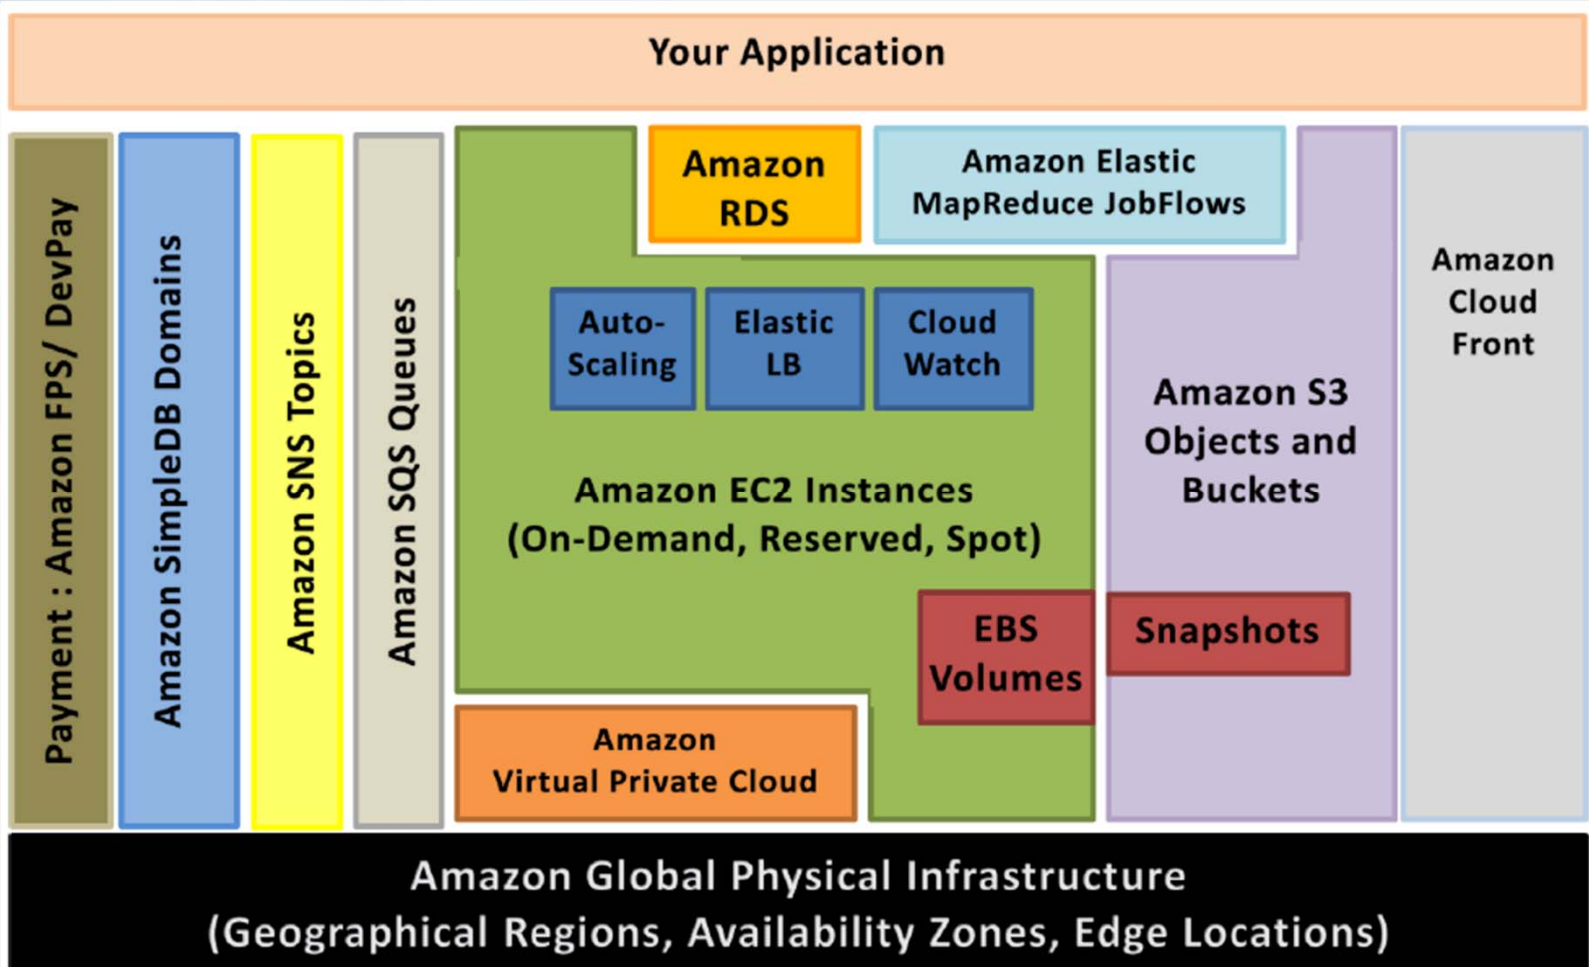 Your Application
Payment : Amazon FPS/ DevPay
Amazon SimpleDB Domains
Amazon SNS Topics
Amazon SQS Queues
Amazon
RDS
Amazon Elastic
MapReduce JobFlows
Auto-
Scaling
Elastic
LB
Cloud
Watch
Amazon EC2 Instances
(On-Demand, Reserved, Spot)
EBS
Volumes
Amazon
Virtual Private Cloud
Amazon S3
Objects and
Buckets
Snapshots
Amazon
Cloud
Front
Amazon Global Physical Infrastructure
(Geographical Regions, Availability Zones, Edge Locations)